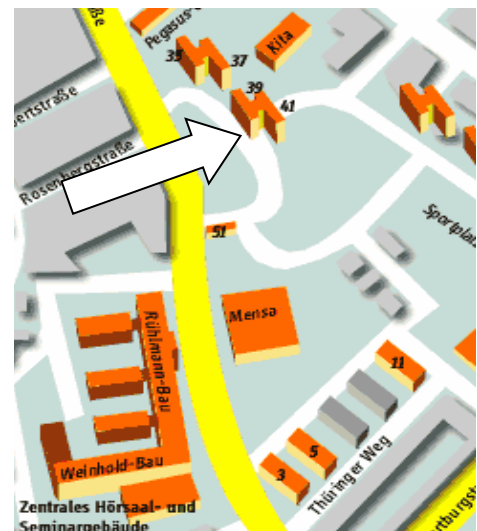 Pegasus-
35
37
Kita
39
41
Rosenbergstraße
Sportplatz
51
Mensa
Rühlmann-Bau
11
5
3
Weinhold-Bau
Thüringer Weg
Zentrales Hörsaal- und
Seminargebäude